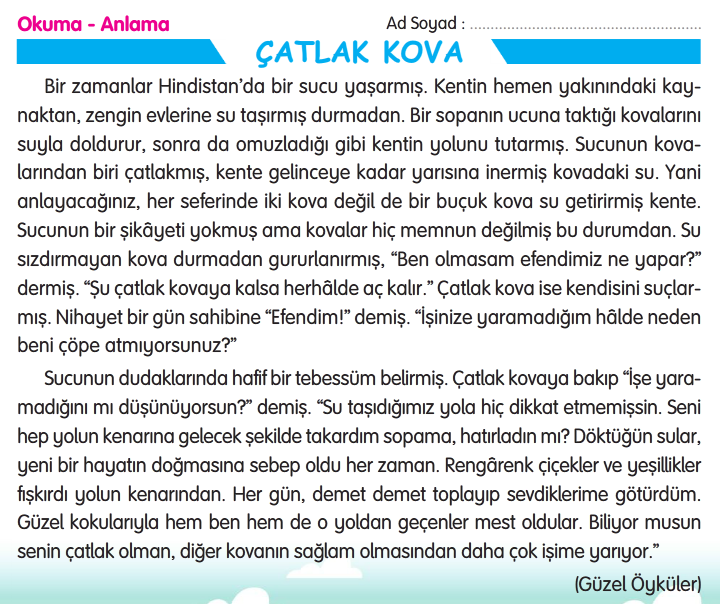 Okuma - Anlama
Ad Soyad : ................................................
ÇATLAK KOVA
Bir zamanlar Hindistan’da bir sucu yaşarmış. Kentin hemen yakınındaki kay-
naktan, zengin evlerine su taşırmış durmadan. Bir sopanın ucuna taktığı kovalarını
suyla doldurur, sonra da omuzladığı gibi kentin yolunu tutarmış. Sucunun kova-
larından biri çatlakmış, kente gelinceye kadar yarısına inermiş kovadaki su. Yani
anlayacağınız, her seferinde iki kova değil de bir buçuk kova su getirirmiş kente.
Sucunun bir şikâyeti yokmuş ama kovalar hiç memnun değilmiş bu durumdan. Su
sızdırmayan kova durmadan gururlanırmış, “Ben olmasam efendimiz ne yapar?”
dermiş. “Şu çatlak kovaya kalsa herhâlde aç kalır.” Çatlak kova ise kendisini suçlar-
mış. Nihayet bir gün sahibine “Efendim!” demiş. “İşinize yaramadığım hâlde neden
beni çöpe atmıyorsunuz?”
Sucunun dudaklarında hafif bir tebessüm belirmiş. Çatlak kovaya bakıp “İşe yara-
madığını mı düşünüyorsun?” demiş. “Su taşıdığımız yola hiç dikkat etmemişsin. Seni
hep yolun kenarına gelecek şekilde takardım sopama, hatırladın mı? Döktüğün sular,
yeni bir hayatın doğmasına sebep oldu her zaman. Rengârenk çiçekler ve yeşillikler
fışkırdı yolun kenarından. Her gün, demet demet toplayıp sevdiklerime götürdüm.
Güzel kokularıyla hem ben hem de o yoldan geçenler mest oldular. Biliyor musun
senin çatlak olman, diğer kovanın sağlam olmasından daha çok işime yarıyor.”
(Güzel Öyküler)